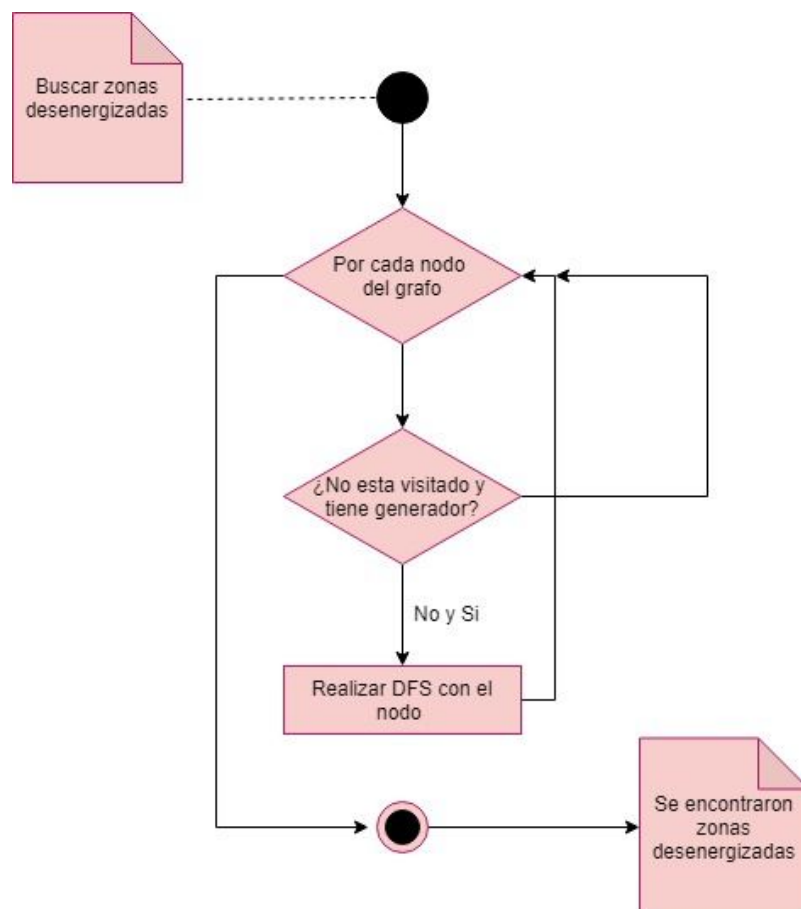 Buscar zonas
desenergizadas
Por cada nodo
del grafo
¿No esta visitado y
tiene generador?
No y Si
Realizar DFS con el
nodo
Se encontraron
zonas
desenergizadas